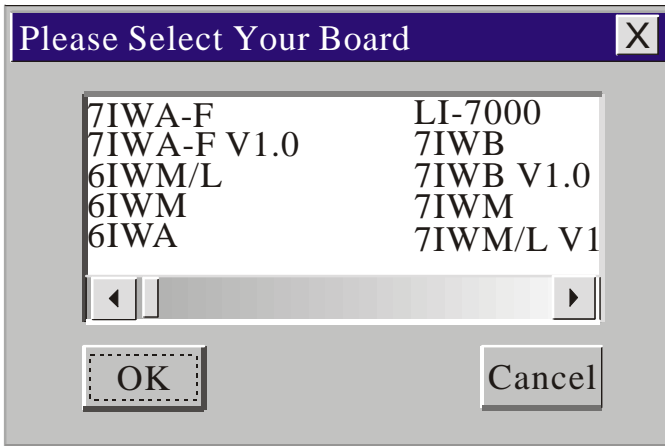 Please Select Your Board X
7IWA-F LI-7000
7IWA-F V1.0 7IWB
6IWM/L 7IWB V1.0
6IWM 7IWM
6IWA 7IWM/L V1
OK Cancel